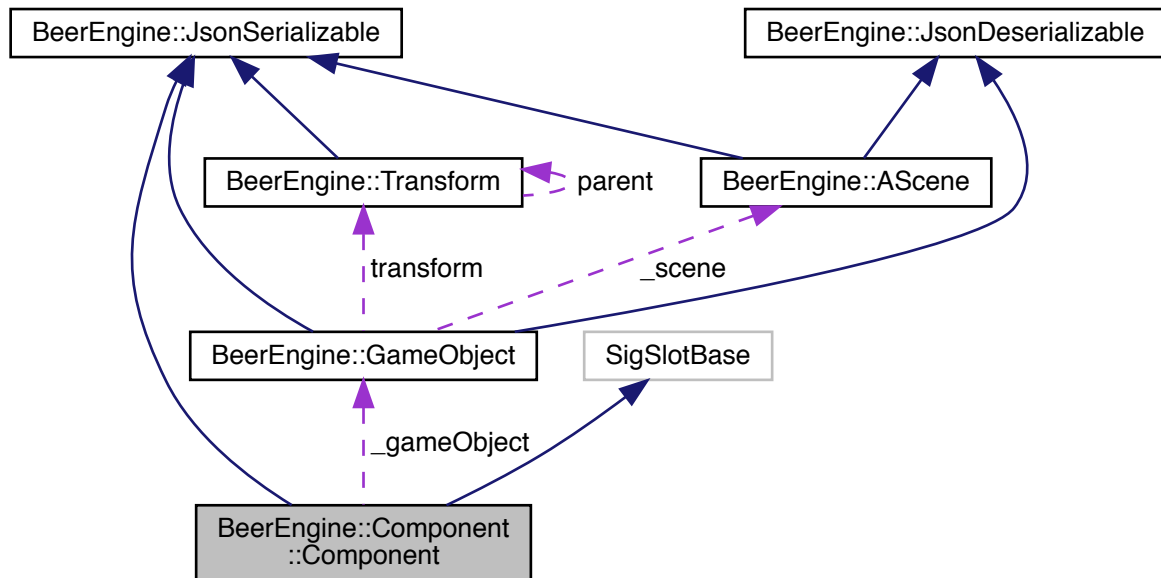 BeerEngine::JsonSerializable
BeerEngine::JsonDeserializable
BeerEngine::Transform
parent
BeerEngine::AScene
transform
_scene
BeerEngine::GameObject
SigSlotBase
_gameObject
BeerEngine::Component
::Component